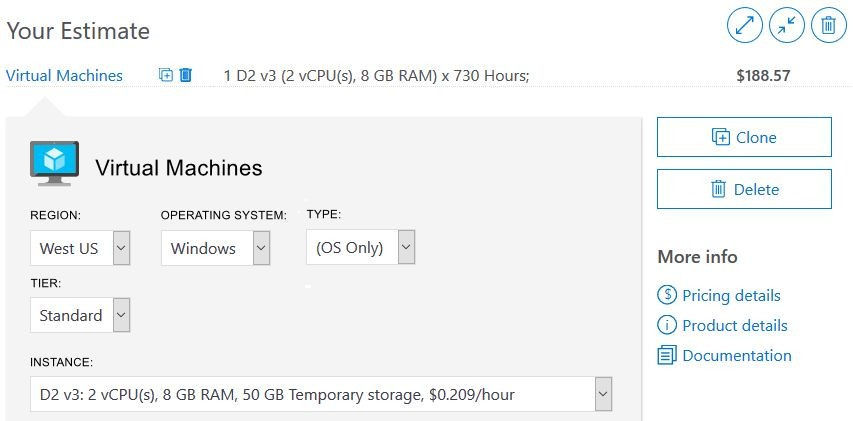 Your Estimate
Virtual Machines 1 D2 v3 (2 vCPU(s), 8 GB RAM) x 730 Hours; $188.57
Virtual Machines
REGION: OPERATING SYSTEM: TYPE:
West US Windows (OS Only)
TIER:
Standard
INSTANCE:
D2 v3: 2 vCPU(s), 8 GB RAM, 50 GB Temporary storage, $0.209/hour
Clone
Delete
More info
Pricing details
Product details
Documentation